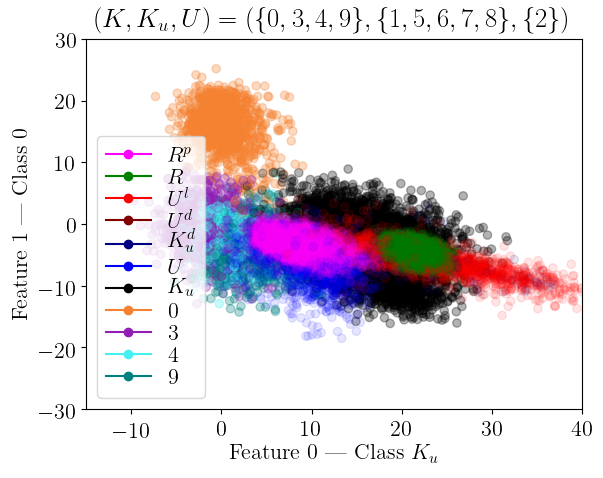 (K, K_u, U) = ({0, 3, 4, 9}, {1, 5, 6, 7, 8}, {2})
30
20
10
0
−10
−20
−30
Feature 1 — Class 0
R^p
R
U^l
U^d
K_u^d
U
K_u
0
3
4
9
−10
0
10
20
30
40
Feature 0 — Class K_u